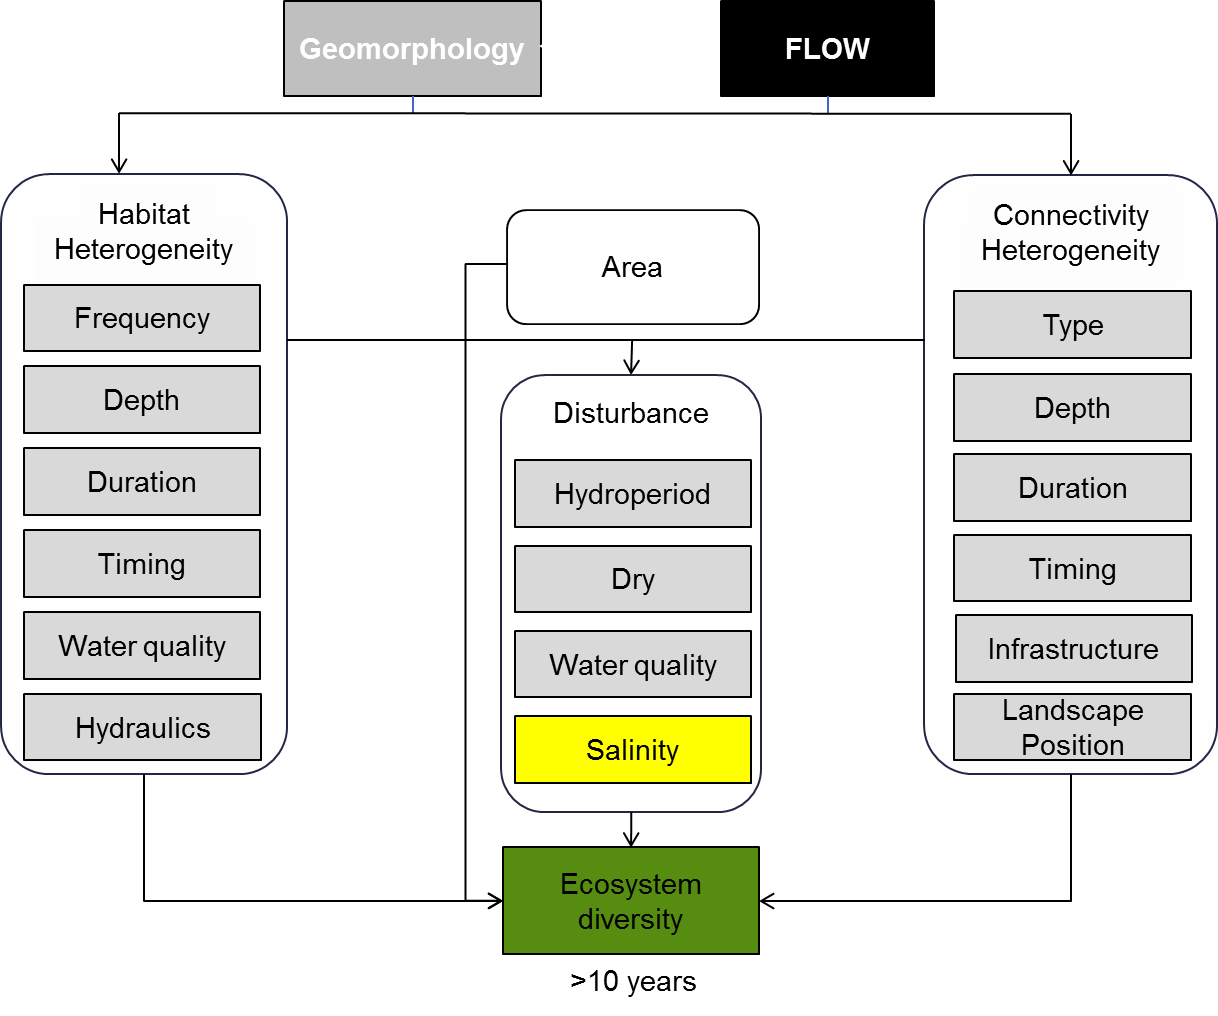 Geomorphology
FLOW
Habitat
Heterogeneity
Frequency
Depth
Duration
Timing
Water quality
Hydraulics
Area
Disturbance
Hydroperiod
Dry
Water quality
Salinity
Connectivity
Heterogeneity
Type
Depth
Duration
Timing
Infrastructure
Landscape
Position
Ecosystem
diversity
>10 years